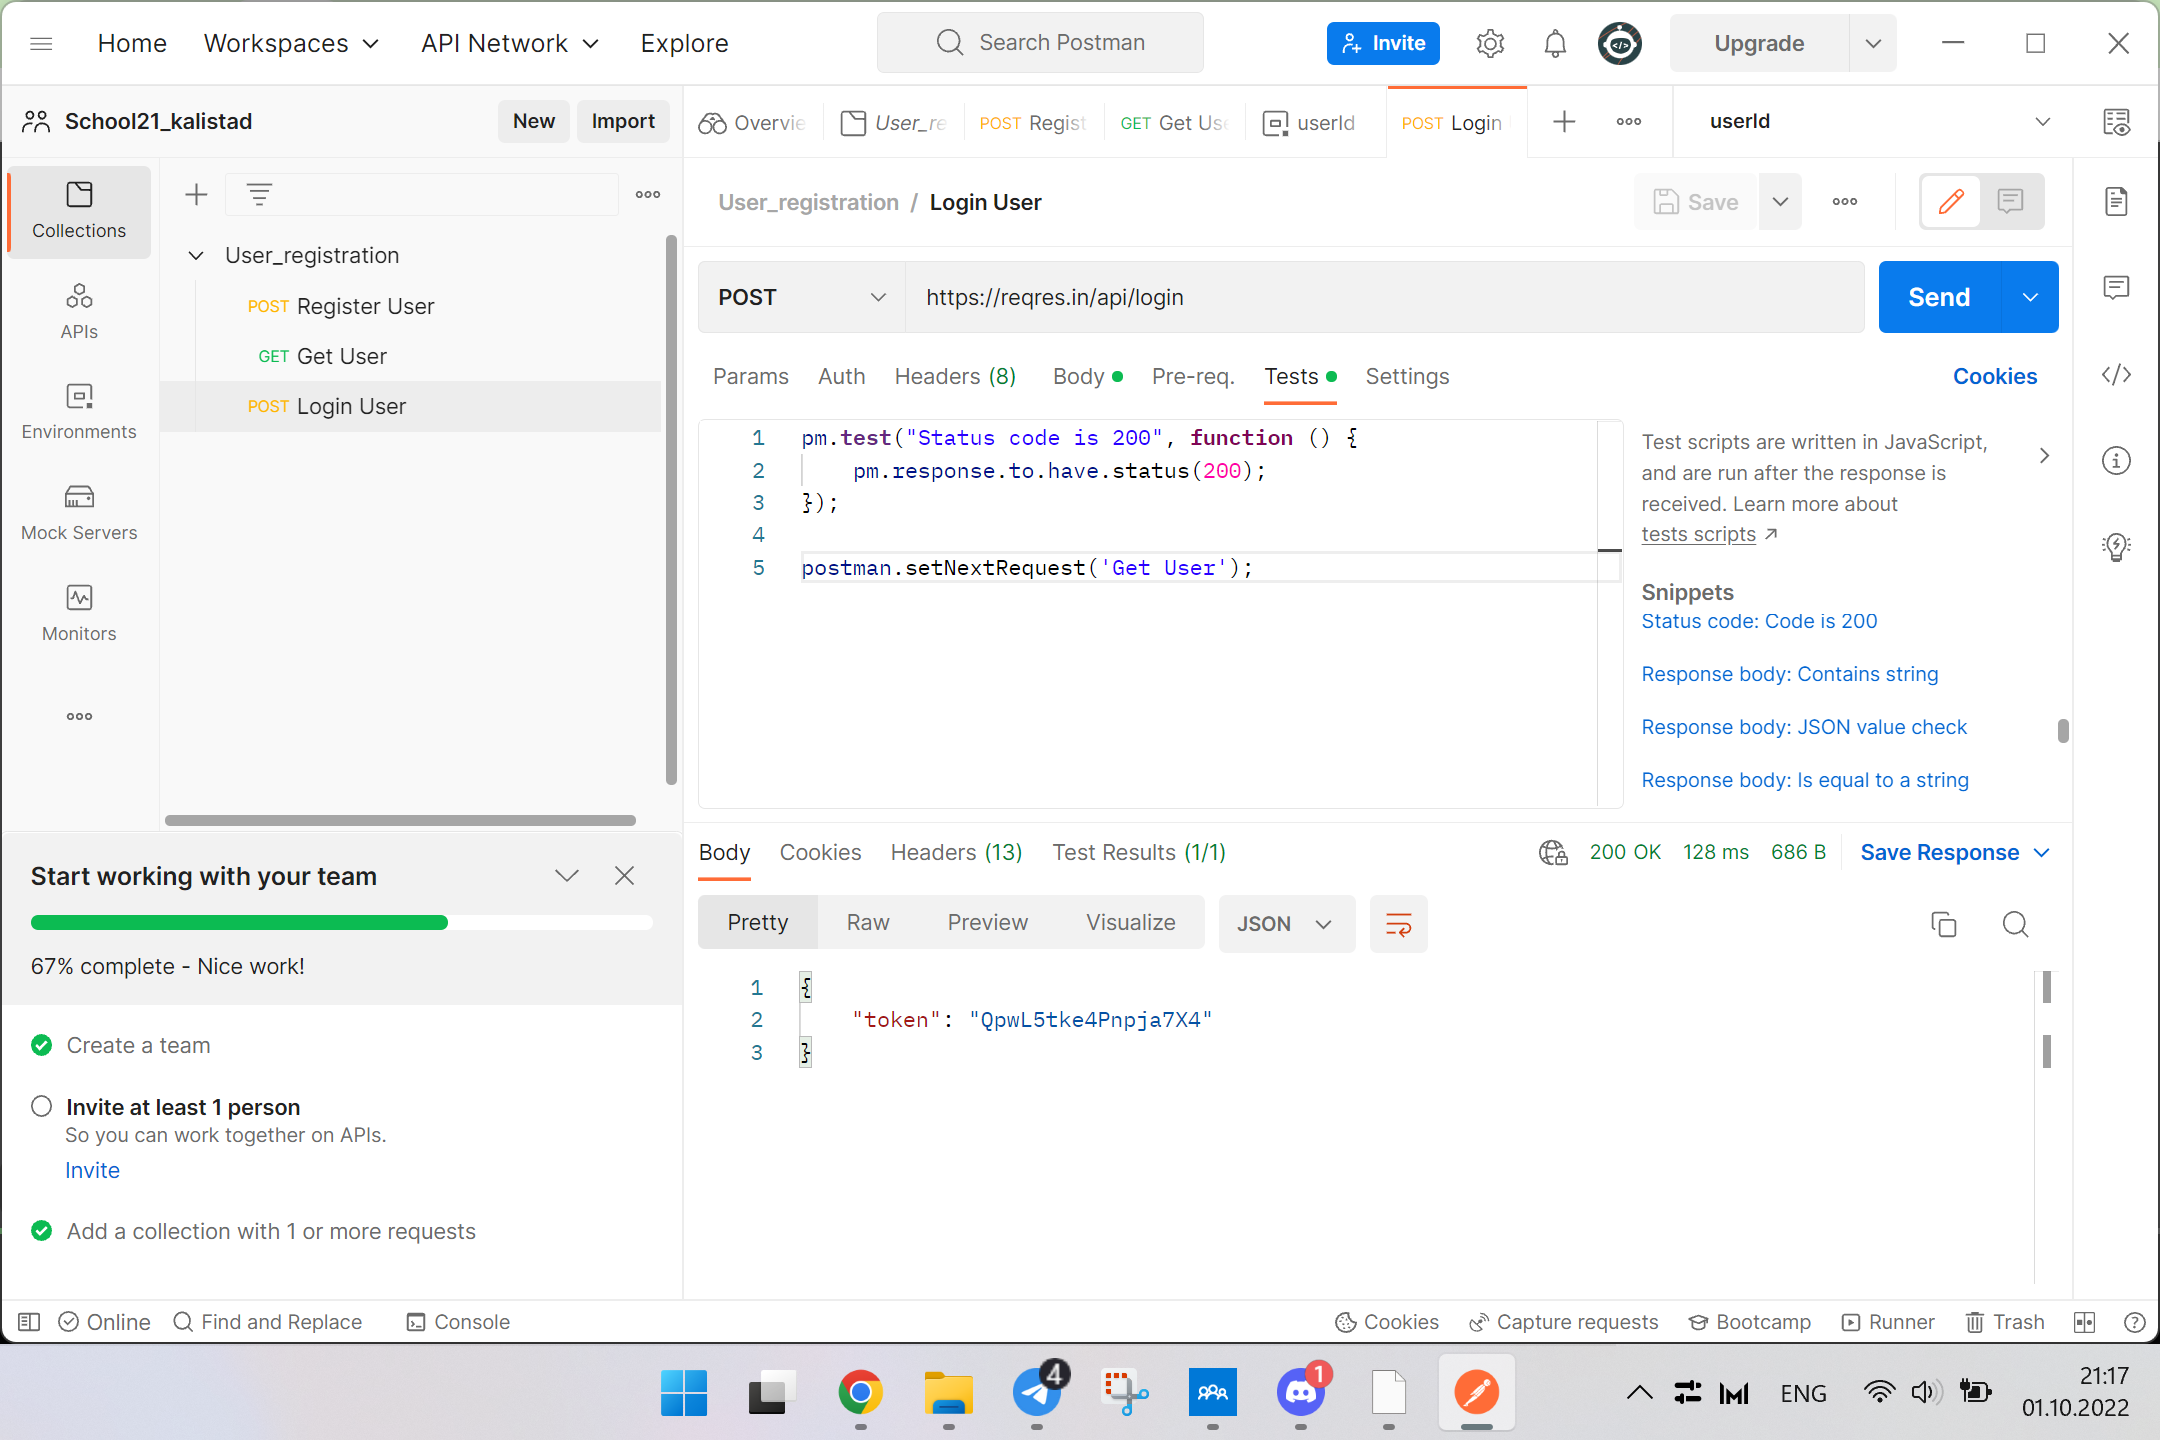 Home Workspaces API Network Explore Search Postman Invite Upgrade
School21_kalistad New Import Overvie User_re POST Regist GET Get Use userId POST Login userId
Collections
APIs
Environments
Mock Servers
Monitors
User_registration
POST Register User
GET Get User
POST Login User
User_registration / Login User Save
POST https://reqres.in/api/login Send
Params Auth Headers (8) Body Pre-req. Tests Settings Cookies
1 pm.test("Status code is 200", function () {
2 pm.response.to.have.status(200);
3 });
4
5 postman.setNextRequest('Get User');
Test scripts are written in JavaScript,
and are run after the response is
received. Learn more about
tests scripts ↗
Snippets
Status code: Code is 200
Response body: Contains string
Response body: JSON value check
Response body: Is equal to a string
Body Cookies Headers (13) Test Results (1/1) 200 OK 128 ms 686 B Save Response
Pretty Raw Preview Visualize JSON
1 {
2 "token": "QpwL5tke4Pnpja7X4"
3 }
Start working with your team
67% complete - Nice work!
Create a team
Invite at least 1 person
So you can work together on APIs.
Invite
Add a collection with 1 or more requests
Online Find and Replace Console Cookies Capture requests Bootcamp Runner Trash
4 1 ENG 21:17
01.10.2022